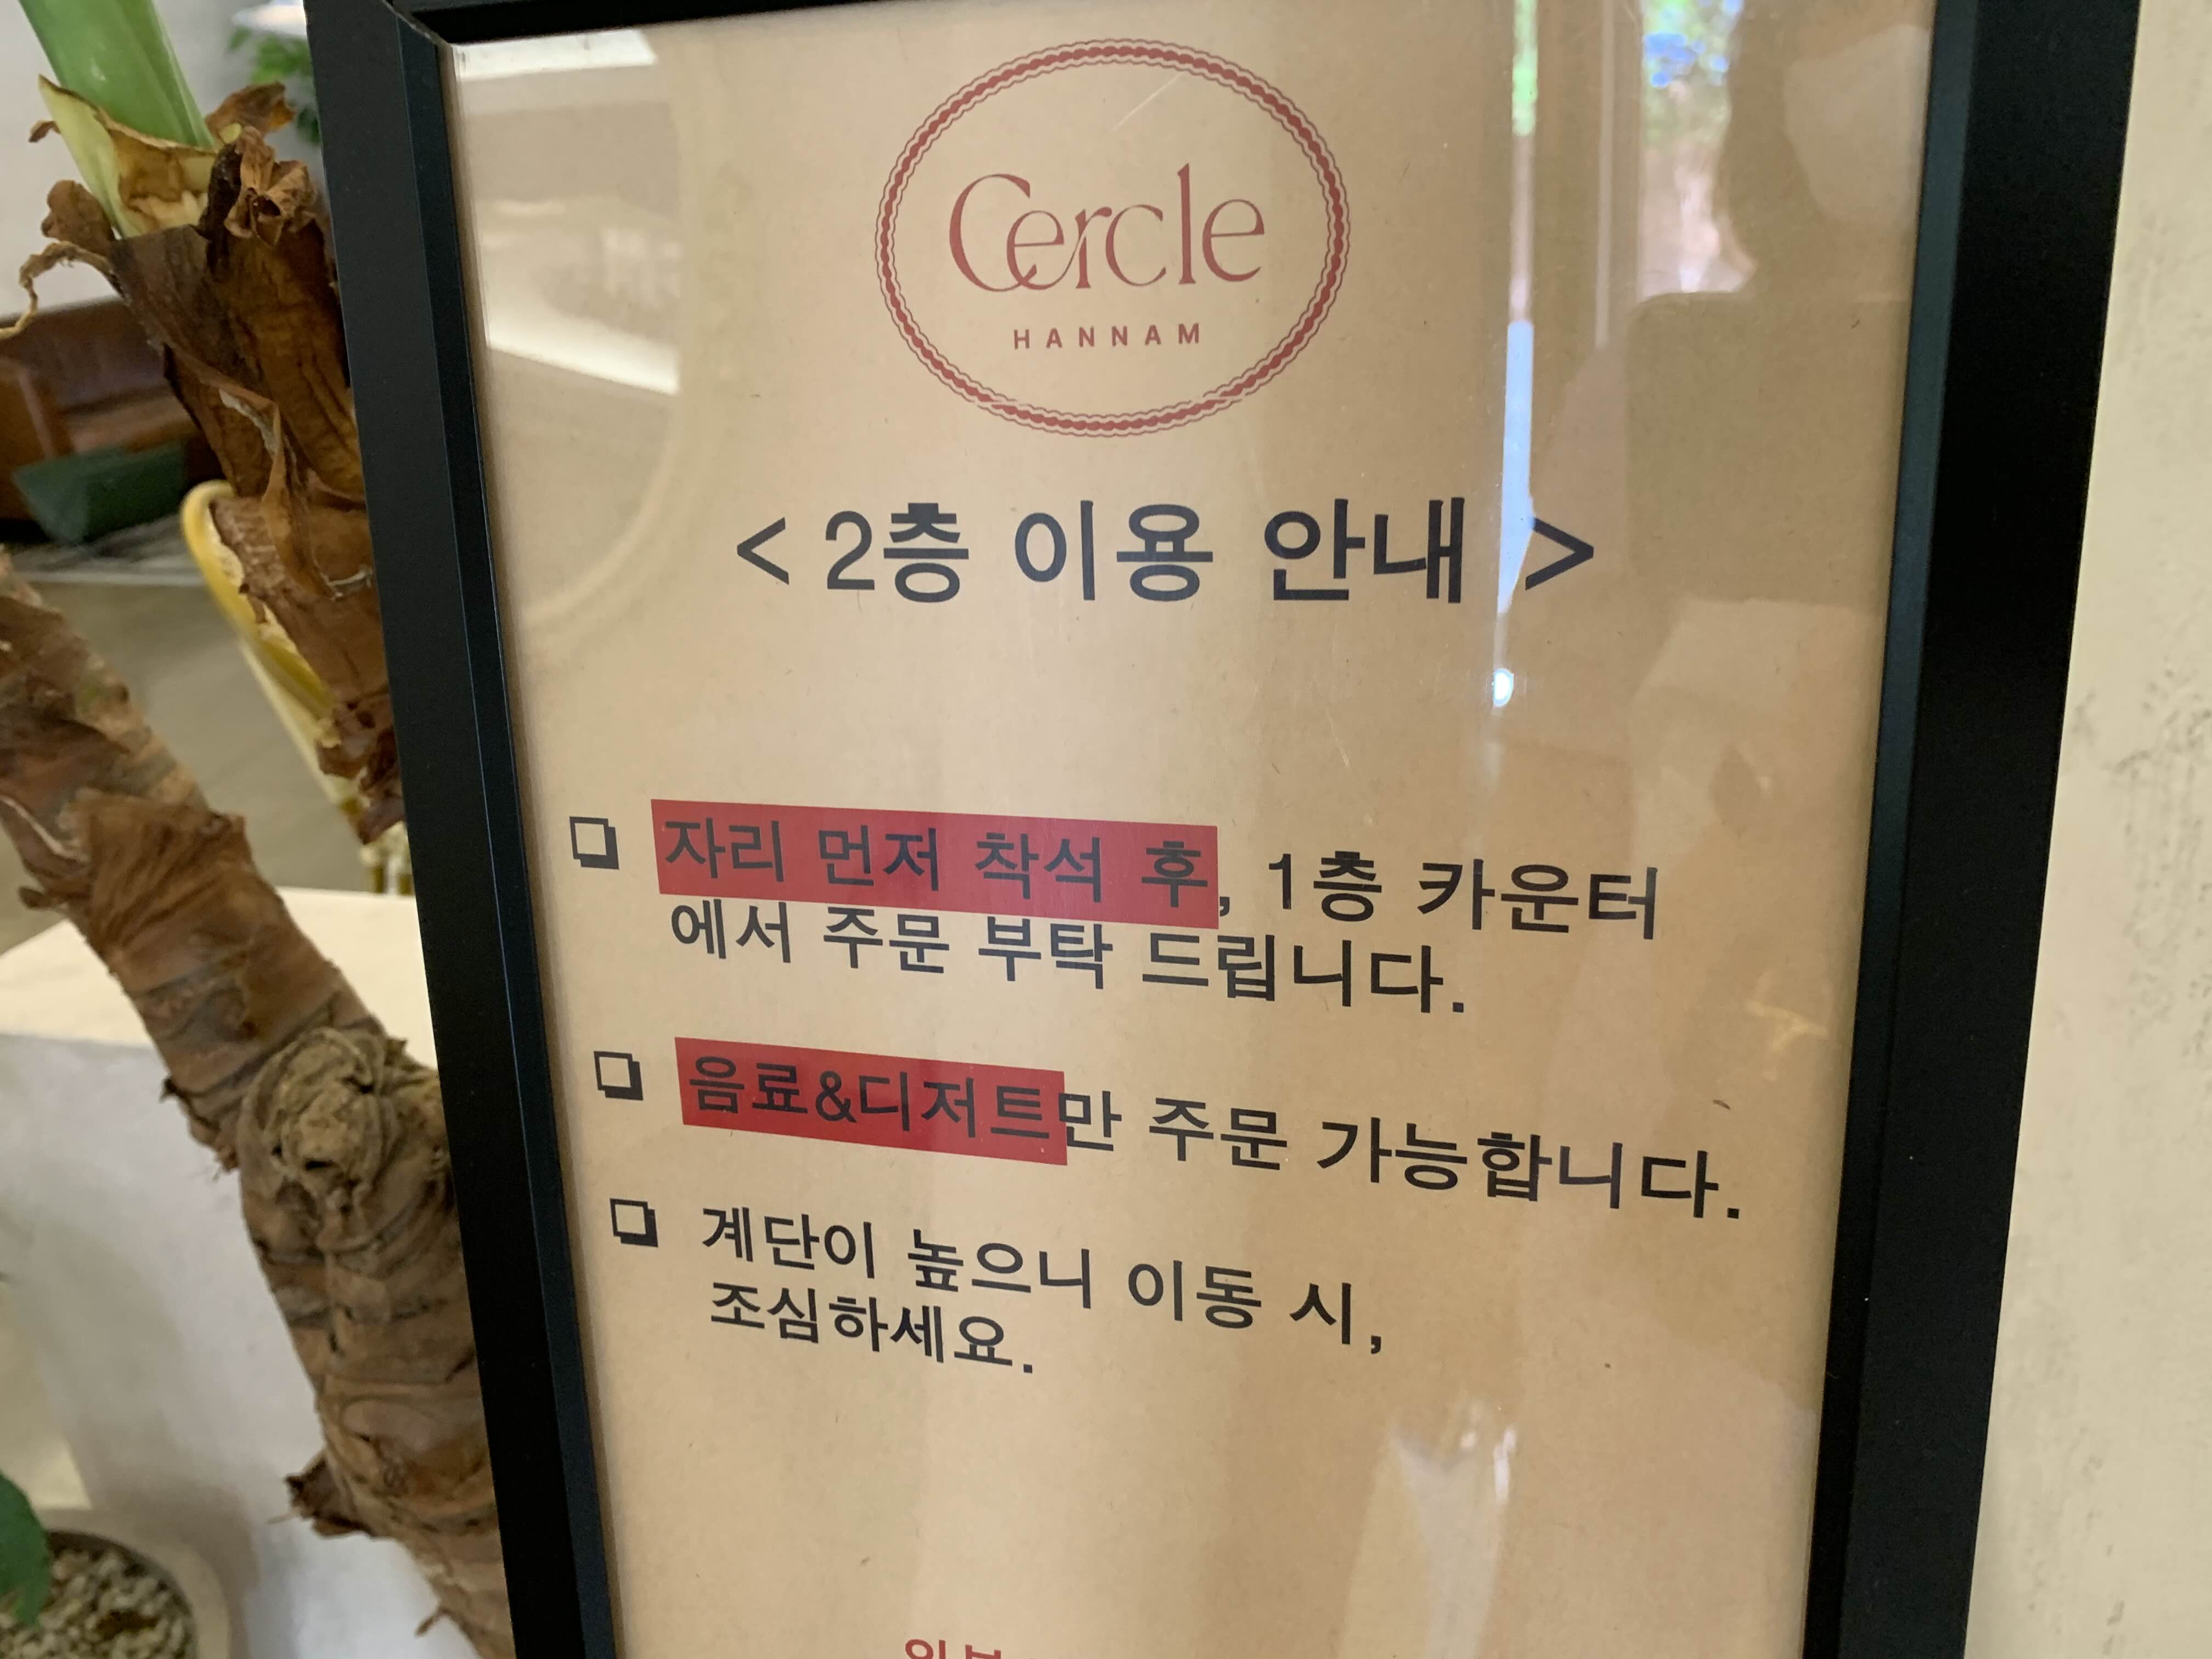 Cercle
HANNAM
< 2층 이용 안내 >
❏ 자리 먼저 착석 후, 1층 카운터
에서 주문 부탁 드립니다.
❏ 음료&디저트만 주문 가능합니다.
❏ 계단이 높으니 이동 시,
조심하세요.